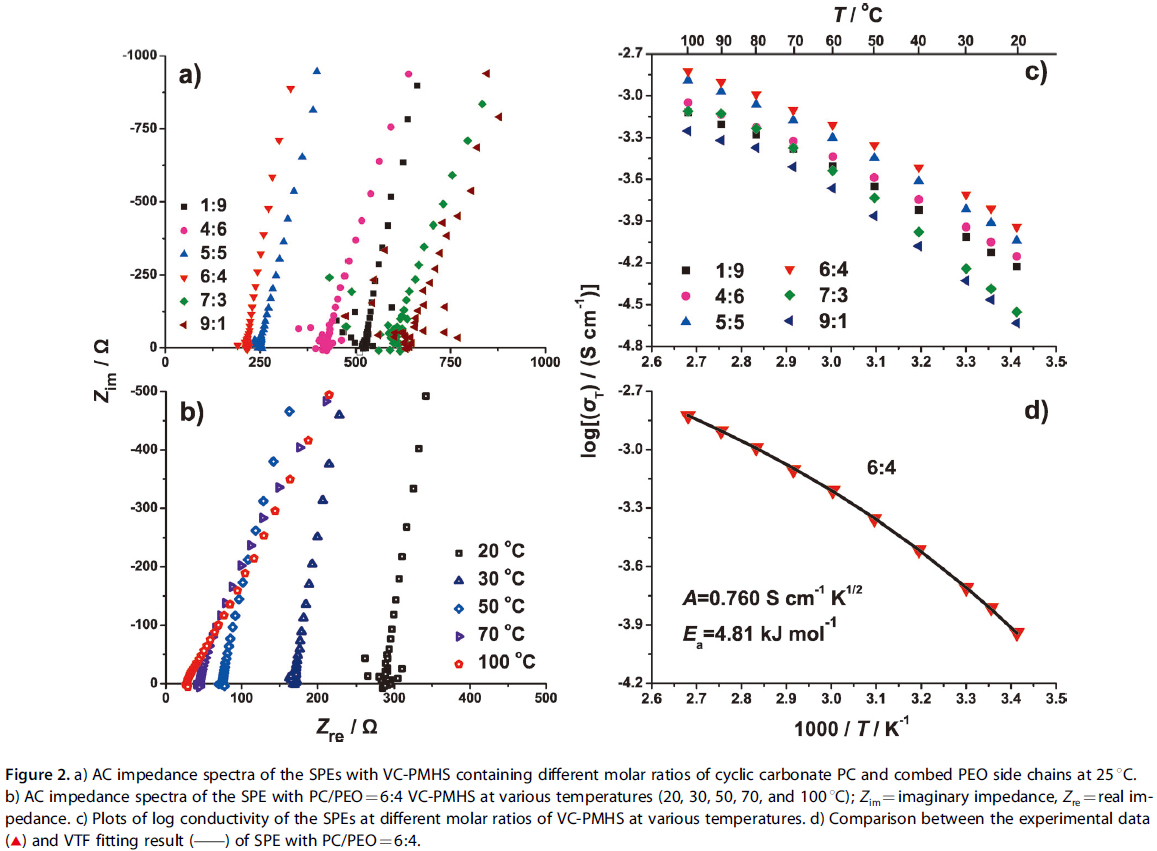 a)
-1000
-750
-500
-250
0
Z_im / Ω
1:9
4:6
5:5
6:4
7:3
9:1
0 250 500 750 1000
b)
-500
-400
-300
-200
-100
0
20 °C
30 °C
50 °C
70 °C
100 °C
0 100 200 300 400 500
Z_re / Ω
T / °C
100 90 80 70 60 50 40 30 20
c)
-2.7
-3.0
-3.3
-3.6
-3.9
-4.2
-4.5
-4.8
log[(σ_T) / (S cm⁻¹)]
1:9 6:4
4:6 7:3
5:5 9:1
2.6 2.7 2.8 2.9 3.0 3.1 3.2 3.3 3.4 3.5
d)
-2.7
-3.0
-3.3
-3.6
-3.9
-4.2
6:4
A=0.760 S cm⁻¹ K^1/2
E_a=4.81 kJ mol⁻¹
2.6 2.7 2.8 2.9 3.0 3.1 3.2 3.3 3.4 3.5
1000 / T / K⁻¹
Figure 2. a) AC impedance spectra of the SPEs with VC-PMHS containing different molar ratios of cyclic carbonate PC and combed PEO side chains at 25 °C.
b) AC impedance spectra of the SPE with PC/PEO=6:4 VC-PMHS at various temperatures (20, 30, 50, 70, and 100 °C); Z_im=imaginary impedance, Z_re=real im-
pedance. c) Plots of log conductivity of the SPEs at different molar ratios of VC-PMHS at various temperatures. d) Comparison between the experimental data
(▲) and VTF fitting result (——) of SPE with PC/PEO=6:4.